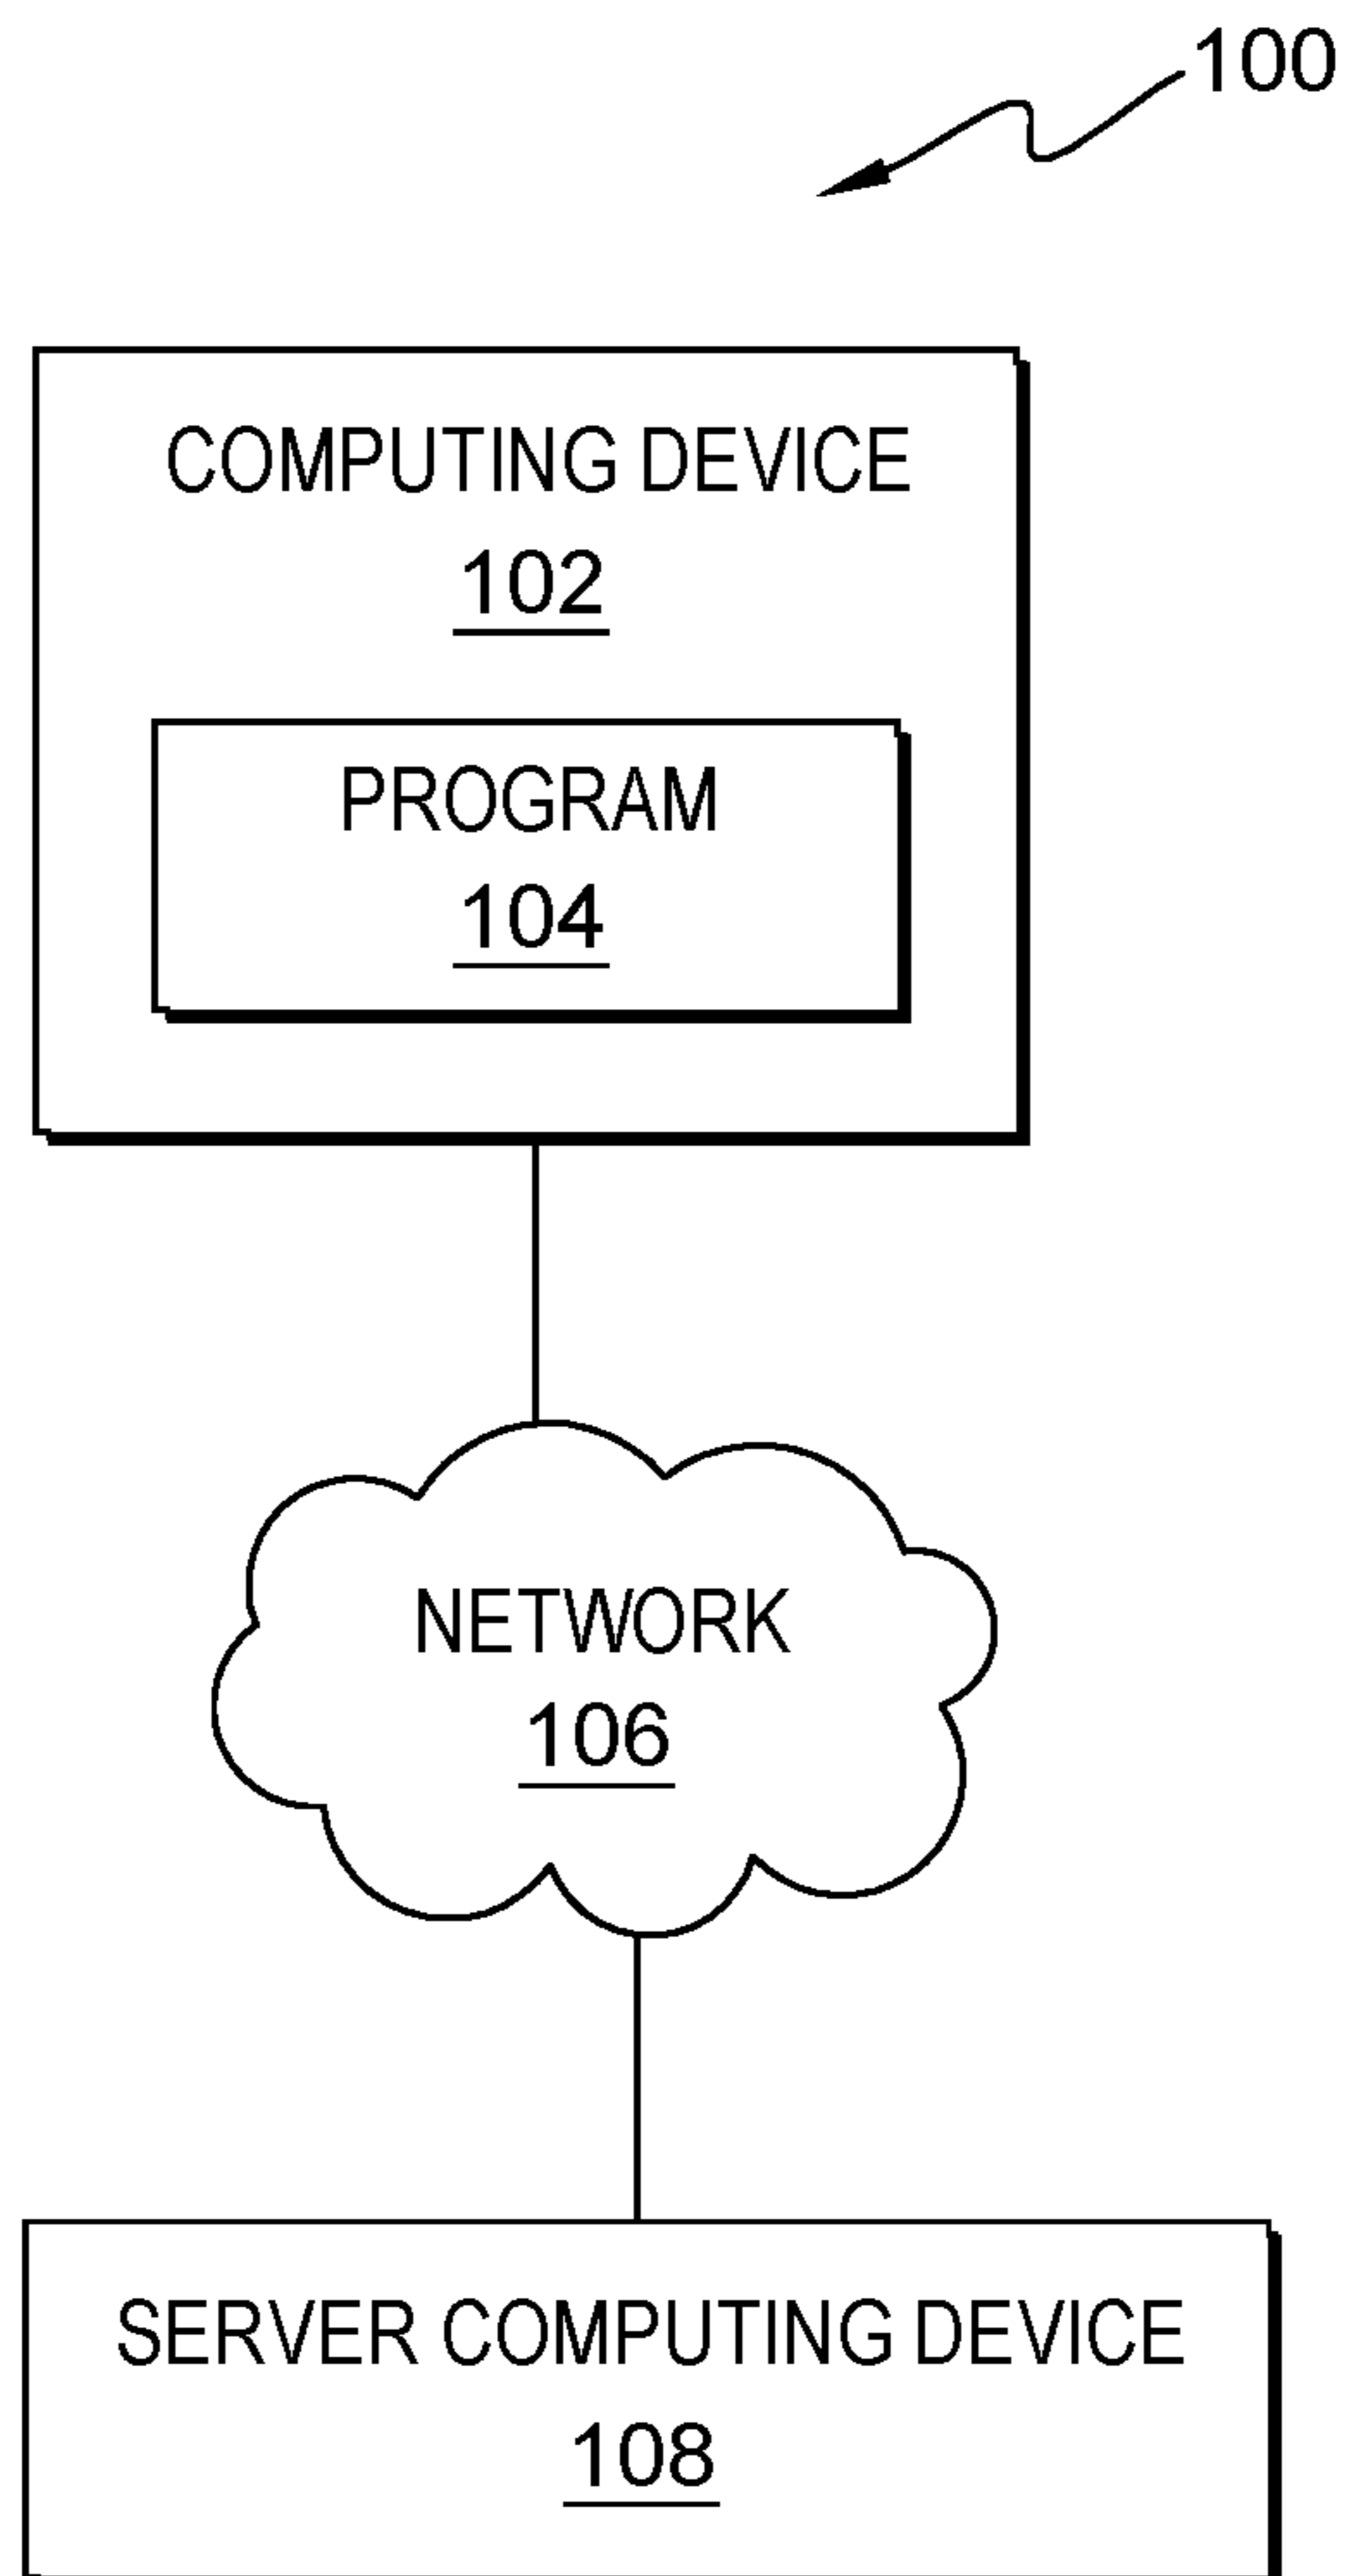 100
COMPUTING DEVICE
102
PROGRAM
104
NETWORK
106
SERVER COMPUTING DEVICE
108